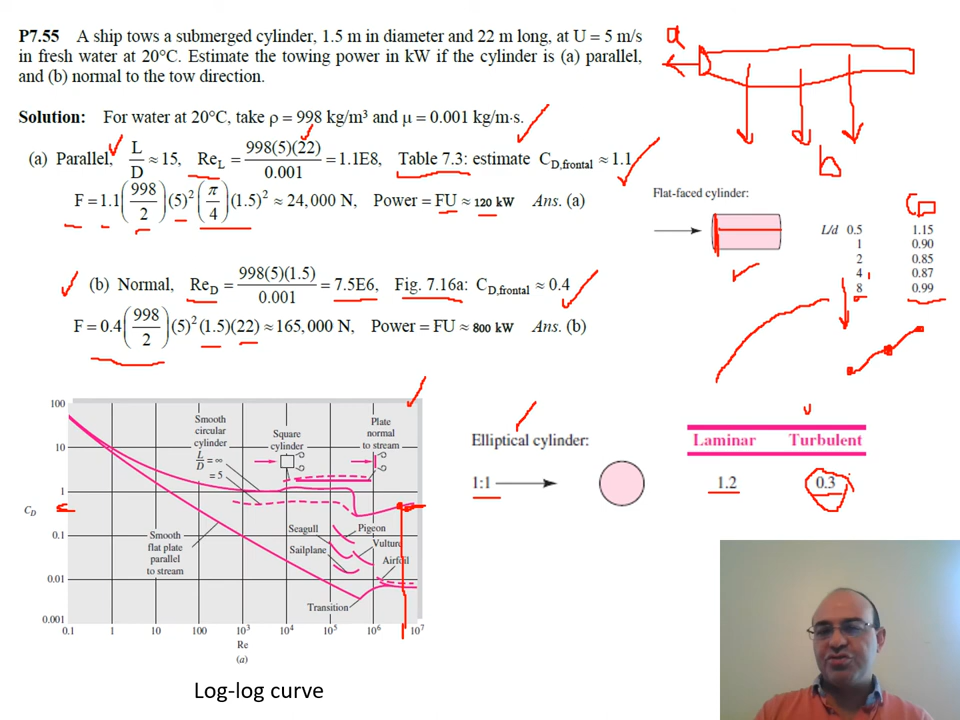 P7.55 A ship tows a submerged cylinder, 1.5 m in diameter and 22 m long, at U = 5 m/s
in fresh water at 20°C. Estimate the towing power in kW if the cylinder is (a) parallel,
and (b) normal to the tow direction.
Solution: For water at 20°C, take ρ = 998 kg/m³ and μ = 0.001 kg/m·s.
(a) Parallel, L/D ≈ 15, Re_L = 998(5)(22)/0.001 = 1.1E8, Table 7.3: estimate C_D,frontal ≈ 1.1
F = 1.1(998/2)(5)²(π/4)(1.5)² ≈ 24,000 N, Power = FU ≈ 120 kW Ans. (a)
(b) Normal, Re_D = 998(5)(1.5)/0.001 = 7.5E6, Fig. 7.16a: C_D,frontal ≈ 0.4
F = 0.4(998/2)(5)²(1.5)(22) ≈ 165,000 N, Power = FU ≈ 800 kW Ans. (b)
a
b
Flat-faced cylinder:
C_D
L/d 0.5 1.15
1 0.90
2 0.85
4 0.87
8 0.99
100
10
1
C_D
0.1
0.01
0.001
Smooth
circular
cylinder
L/D = ∞
= 5
Square
cylinder
Plate
normal
to stream
Smooth
flat plate
parallel
to stream
Seagull
Sailplane
Pigeon
Vulture
Airfoil
Transition
0.1 1 10 100 10³ 10⁴ 10⁵ 10⁶ 10⁷
Re
(a)
Log-log curve
Elliptical cylinder:
Laminar Turbulent
1:1 1.2 0.3